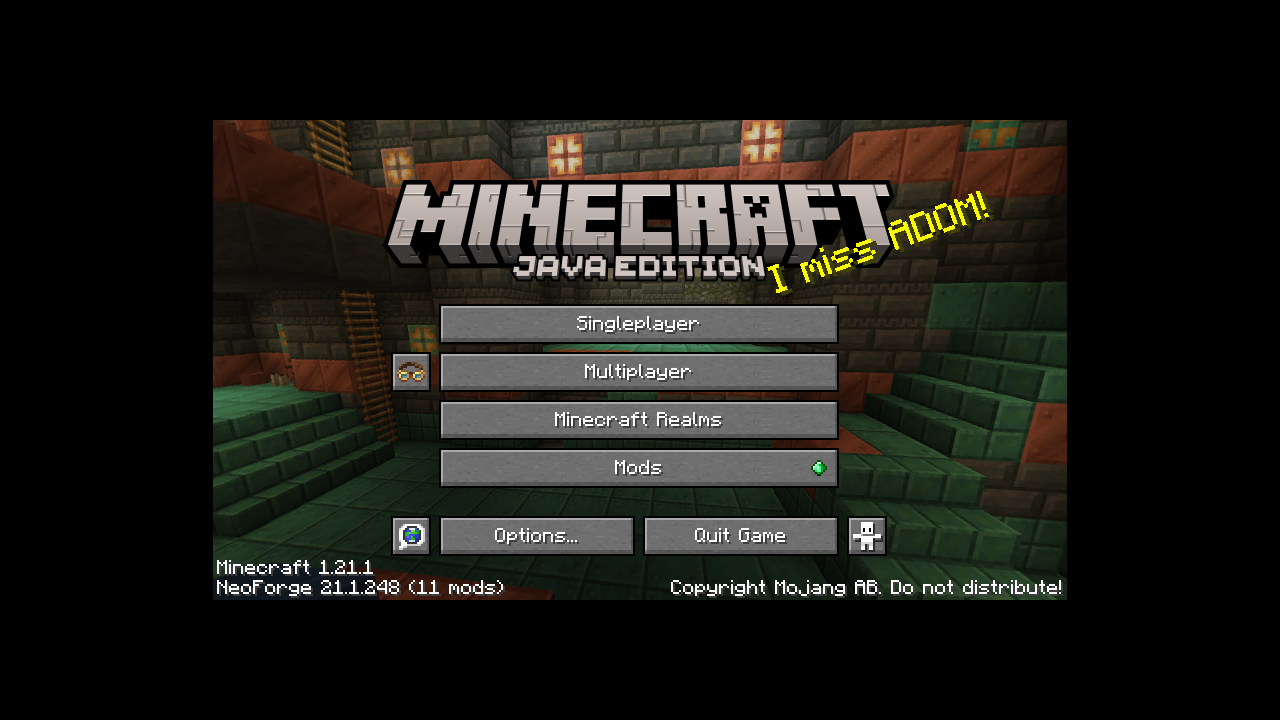 MINECRAFT
JAVA EDITION
I miss ADOM!
Singleplayer
Multiplayer
Minecraft Realms
Mods
Options...
Quit Game
Minecraft 1.21.1
NeoForge 21.1.248 (11 mods)
Copyright Mojang AB. Do not distribute!